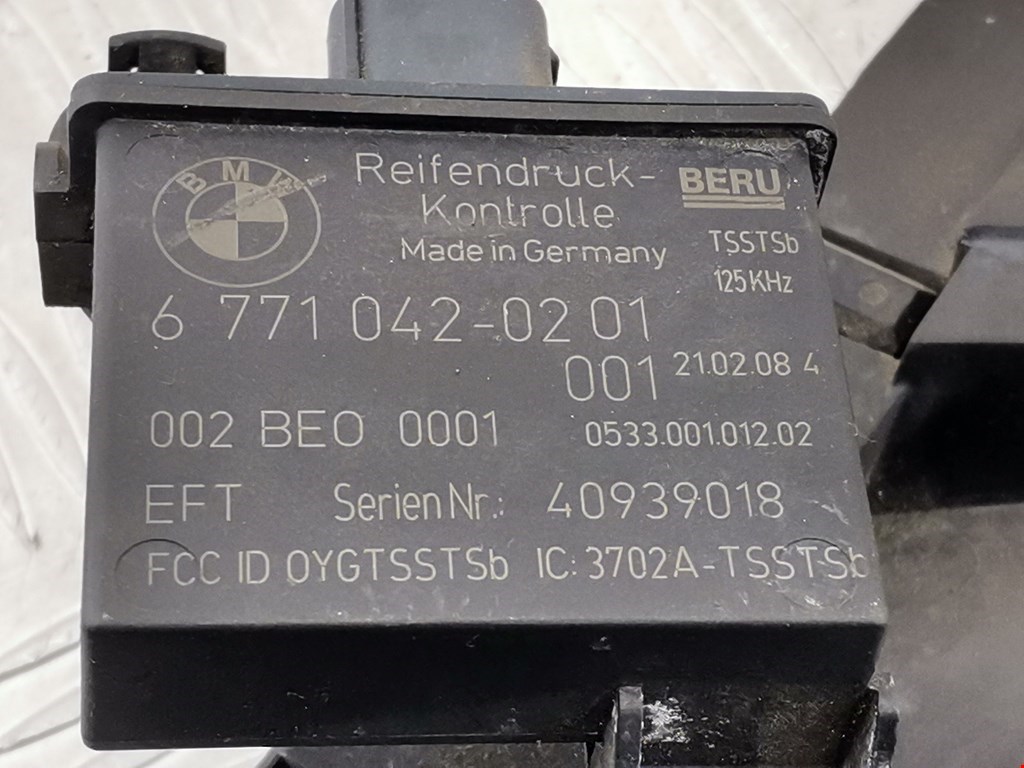 BMW
Reifendruck-
Kontrolle
BERU
Made in Germany
TSSTSb
125KHz
6 771 042-02 01
001 21.02.08 4
002 BEO 0001 0533.001.012.02
EFT Serien Nr.: 40939018
FCC ID OYGTSSTSb IC: 3702A-TSSTSb